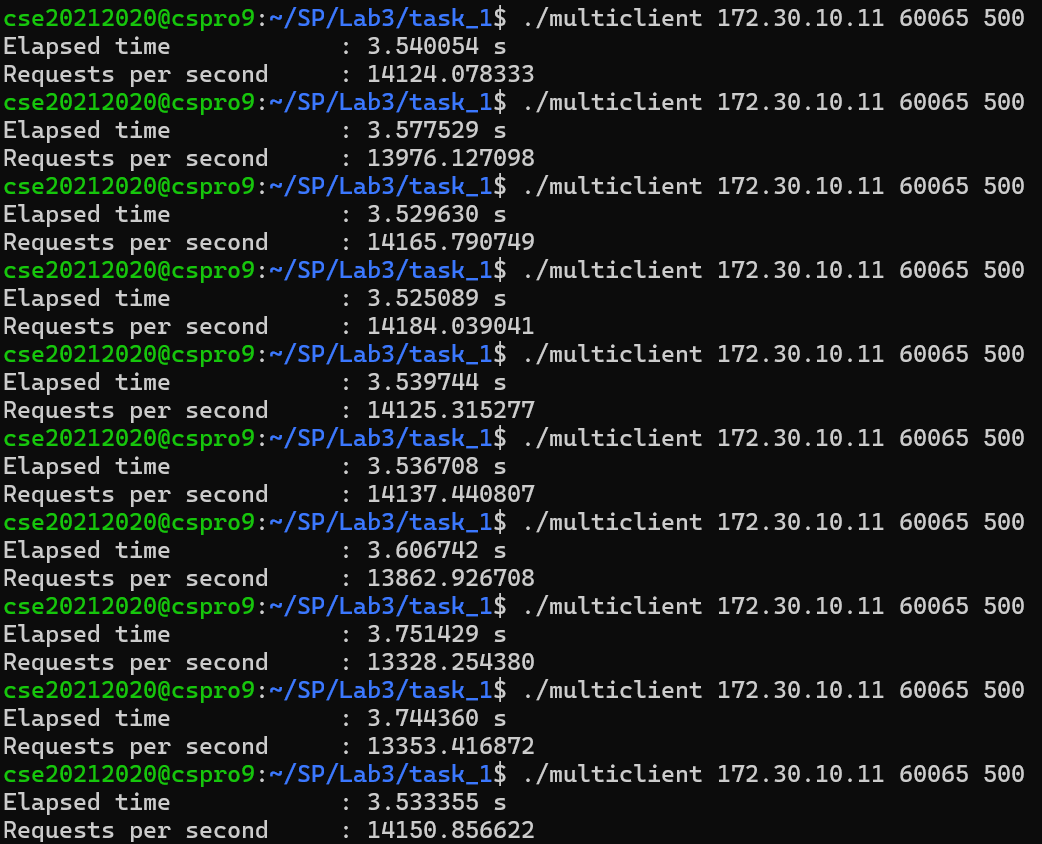 cse20212020@cspro9:~/SP/Lab3/task_1$ ./multiclient 172.30.10.11 60065 500
Elapsed time            : 3.540054 s
Requests per second     : 14124.078333
cse20212020@cspro9:~/SP/Lab3/task_1$ ./multiclient 172.30.10.11 60065 500
Elapsed time            : 3.577529 s
Requests per second     : 13976.127098
cse20212020@cspro9:~/SP/Lab3/task_1$ ./multiclient 172.30.10.11 60065 500
Elapsed time            : 3.529630 s
Requests per second     : 14165.790749
cse20212020@cspro9:~/SP/Lab3/task_1$ ./multiclient 172.30.10.11 60065 500
Elapsed time            : 3.525089 s
Requests per second     : 14184.039041
cse20212020@cspro9:~/SP/Lab3/task_1$ ./multiclient 172.30.10.11 60065 500
Elapsed time            : 3.539744 s
Requests per second     : 14125.315277
cse20212020@cspro9:~/SP/Lab3/task_1$ ./multiclient 172.30.10.11 60065 500
Elapsed time            : 3.536708 s
Requests per second     : 14137.440807
cse20212020@cspro9:~/SP/Lab3/task_1$ ./multiclient 172.30.10.11 60065 500
Elapsed time            : 3.606742 s
Requests per second     : 13862.926708
cse20212020@cspro9:~/SP/Lab3/task_1$ ./multiclient 172.30.10.11 60065 500
Elapsed time            : 3.751429 s
Requests per second     : 13328.254380
cse20212020@cspro9:~/SP/Lab3/task_1$ ./multiclient 172.30.10.11 60065 500
Elapsed time            : 3.744360 s
Requests per second     : 13353.416872
cse20212020@cspro9:~/SP/Lab3/task_1$ ./multiclient 172.30.10.11 60065 500
Elapsed time            : 3.533355 s
Requests per second     : 14150.856622